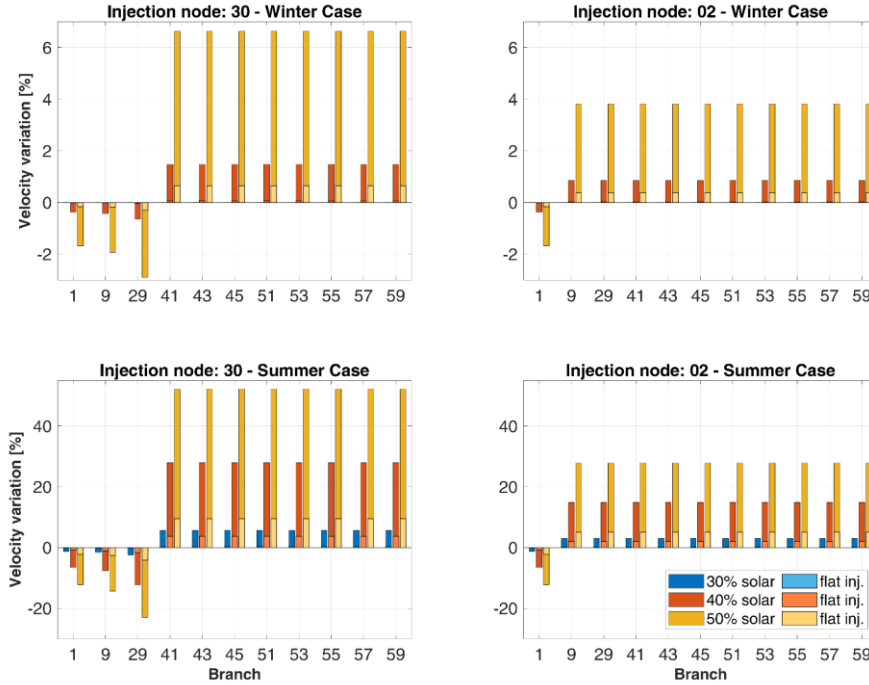 Injection node: 30 - Winter Case
Velocity variation [%]
6
4
2
0
-2
1 9 29 41 43 45 51 53 55 57 59
Injection node: 02 - Winter Case
6
4
2
0
-2
1 9 29 41 43 45 51 53 55 57 59
Injection node: 30 - Summer Case
Velocity variation [%]
40
20
0
-20
1 9 29 41 43 45 51 53 55 57 59
Branch
Injection node: 02 - Summer Case
40
20
0
-20
30% solar flat inj.
40% solar flat inj.
50% solar flat inj.
1 9 29 41 43 45 51 53 55 57 59
Branch